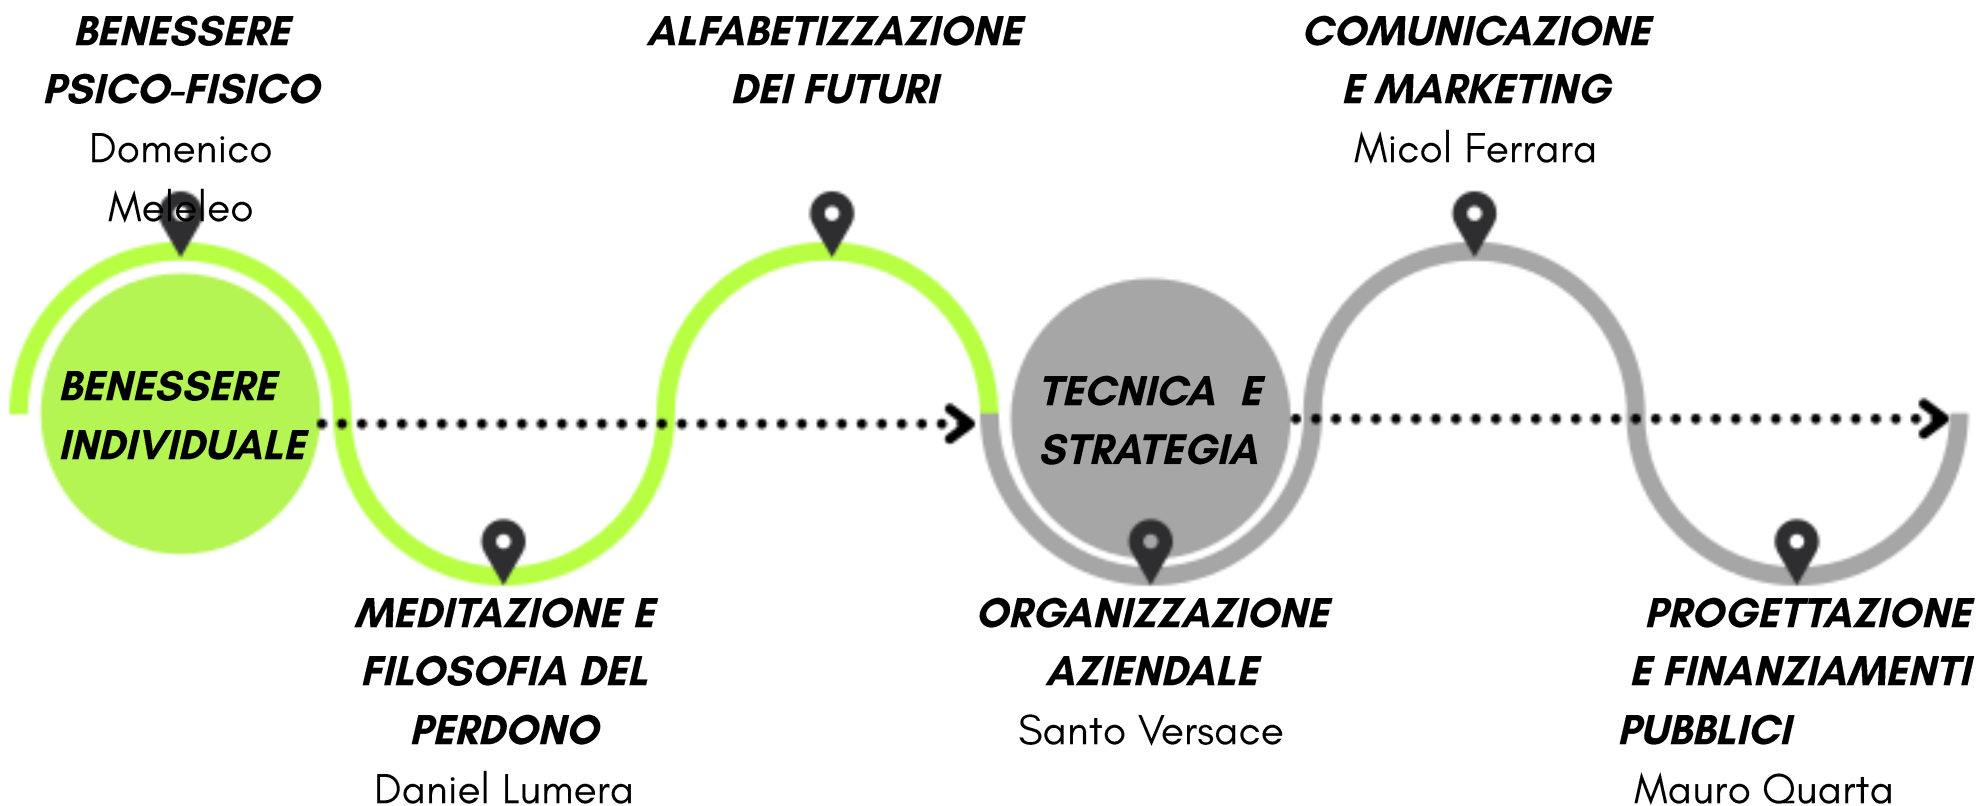 BENESSERE
PSICO-FISICO
Domenico
Meleleo
ALFABETIZZAZIONE
DEI FUTURI
COMUNICAZIONE
E MARKETING
Micol Ferrara
BENESSERE
INDIVIDUALE
TECNICA E
STRATEGIA
MEDITAZIONE E
FILOSOFIA DEL
PERDONO
Daniel Lumera
ORGANIZZAZIONE
AZIENDALE
Santo Versace
PROGETTAZIONE
E FINANZIAMENTI
PUBBLICI
Mauro Quarta